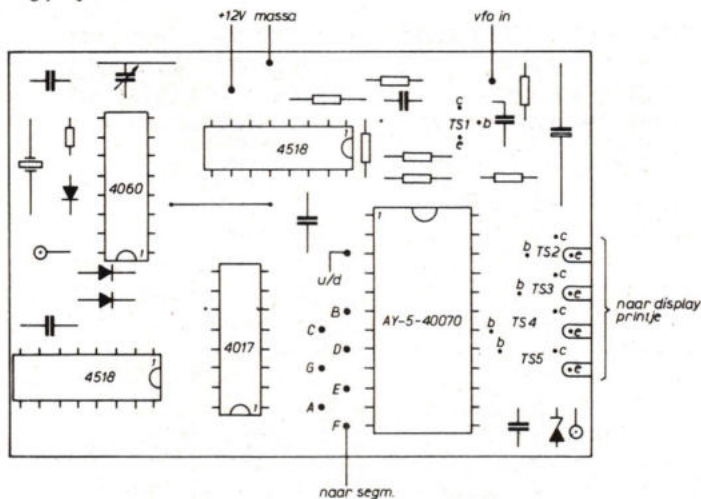 +12V massa
vfo in
c
TS1 b
e
1
4518
4060
1
1
u/d
B
C
D
G
E
A
F
AY-5-40070
4017
1
1
4518
c
b TS2 e
c
b TS3 e
b TS4 c e
b
TS5 c e
naar display
printje
naar segm.